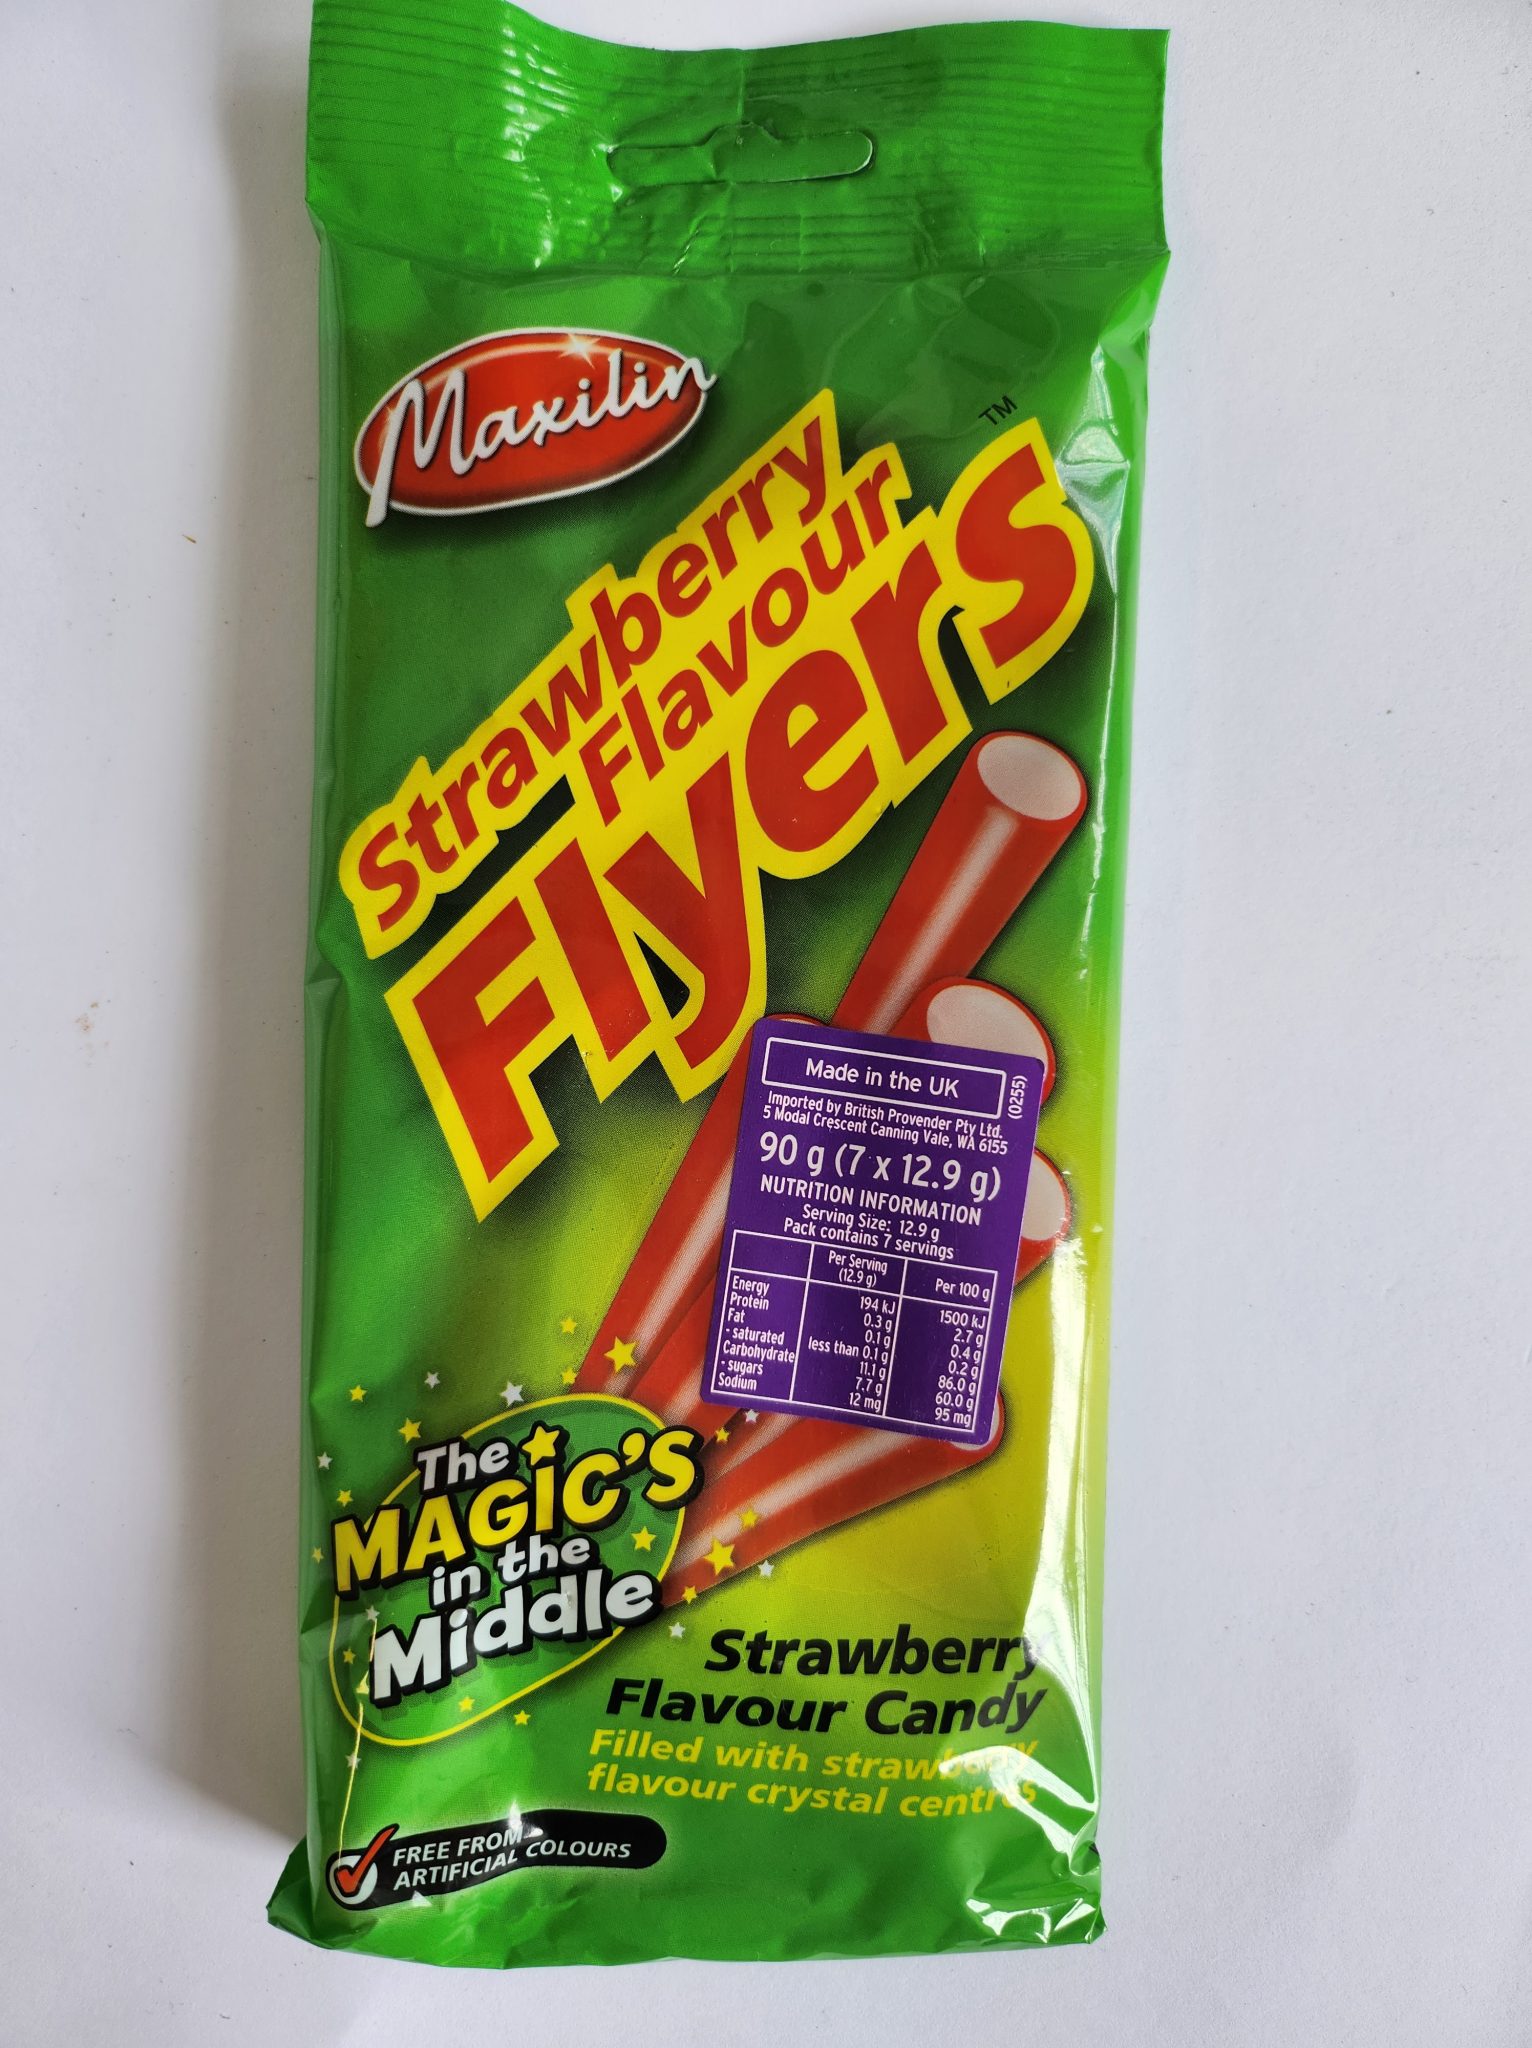 Maxilin
TM
Strawberry
Flavour
Flyers
Made in the UK
(0255)
Imported by British Provender Pty Ltd.
5 Modal Crescent Canning Vale, WA 6155
90 g (7 x 12.9 g)
NUTRITION INFORMATION
Serving Size: 12.9 g
Pack contains 7 servings
Per Serving (12.9 g) Per 100 g
Energy 194 kJ 1500 kJ
Protein 0.3 g 2.7 g
Fat 0.1 g 0.4 g
- saturated less than 0.1 g 0.2 g
Carbohydrate 11.1 g 86.0 g
- sugars 7.7 g 60.0 g
Sodium 12 mg 95 mg
The
MAGiC'S
in the
Middle
Strawberry
Flavour Candy
Filled with strawberry
flavour crystal centres
FREE FROM
ARTIFICIAL COLOURS